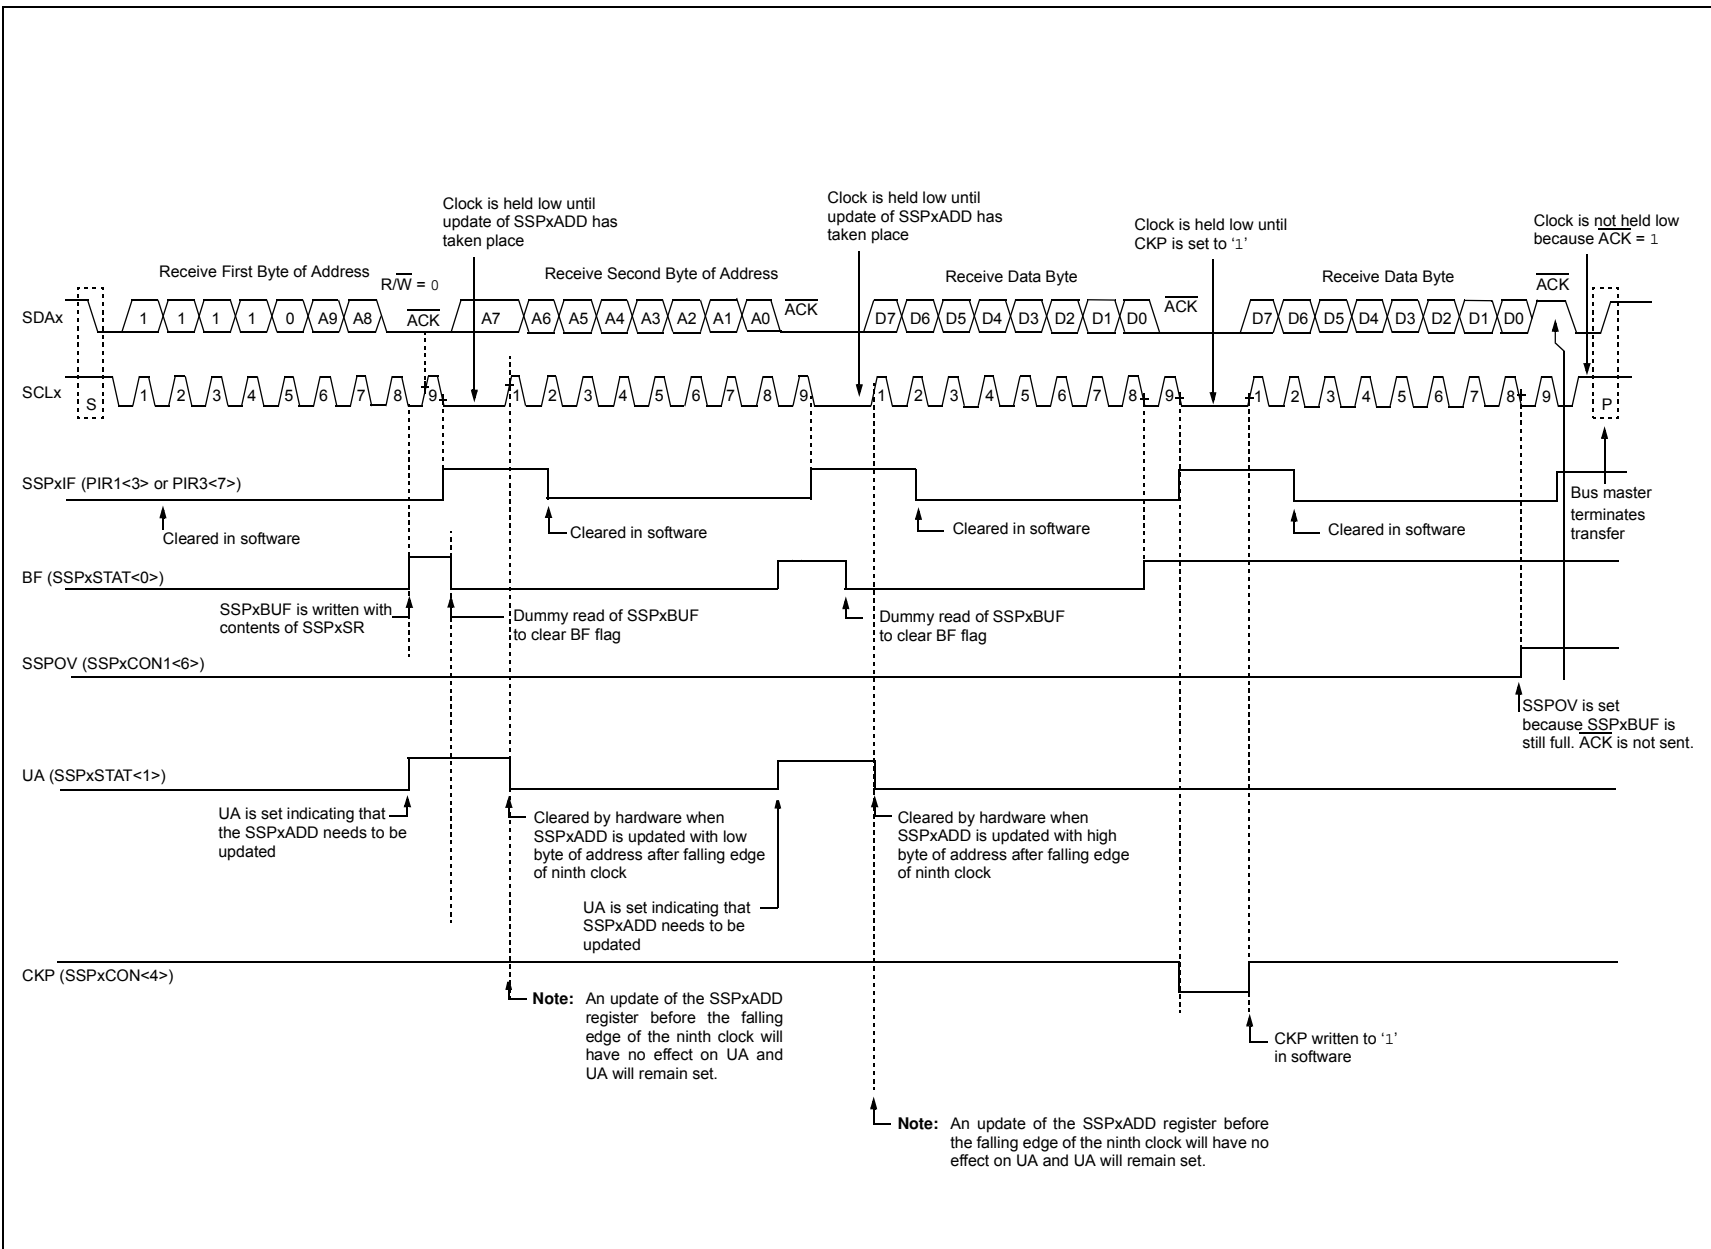 Clock is held low until
update of SSPxADD has
taken place
Clock is held low until
update of SSPxADD has
taken place
Clock is held low until
CKP is set to ‘1’
Clock is not held low
because ACK = 1
Receive First Byte of Address
R/W = 0
Receive Second Byte of Address
Receive Data Byte
Receive Data Byte
SDAx
1 1 1 1 0 A9 A8 ACK A7 A6 A5 A4 A3 A2 A1 A0 ACK D7 D6 D5 D4 D3 D2 D1 D0 ACK D7 D6 D5 D4 D3 D2 D1 D0 ACK
SCLx
S 1 2 3 4 5 6 7 8 9 1 2 3 4 5 6 7 8 9 1 2 3 4 5 6 7 8 9 1 2 3 4 5 6 7 8 9 P
SSPxIF (PIR1<3> or PIR3<7>)
Cleared in software
Cleared in software
Cleared in software
Cleared in software
Bus master
terminates
transfer
BF (SSPxSTAT<0>)
SSPxBUF is written with
contents of SSPxSR
Dummy read of SSPxBUF
to clear BF flag
Dummy read of SSPxBUF
to clear BF flag
SSPOV (SSPxCON1<6>)
SSPOV is set
because SSPxBUF is
still full. ACK is not sent.
UA (SSPxSTAT<1>)
UA is set indicating that
the SSPxADD needs to be
updated
Cleared by hardware when
SSPxADD is updated with low
byte of address after falling edge
of ninth clock
UA is set indicating that
SSPxADD needs to be
updated
Cleared by hardware when
SSPxADD is updated with high
byte of address after falling edge
of ninth clock
CKP (SSPxCON<4>)
Note: An update of the SSPxADD
register before the falling
edge of the ninth clock will
have no effect on UA and
UA will remain set.
CKP written to ‘1’
in software
Note: An update of the SSPxADD register before
the falling edge of the ninth clock will have no
effect on UA and UA will remain set.